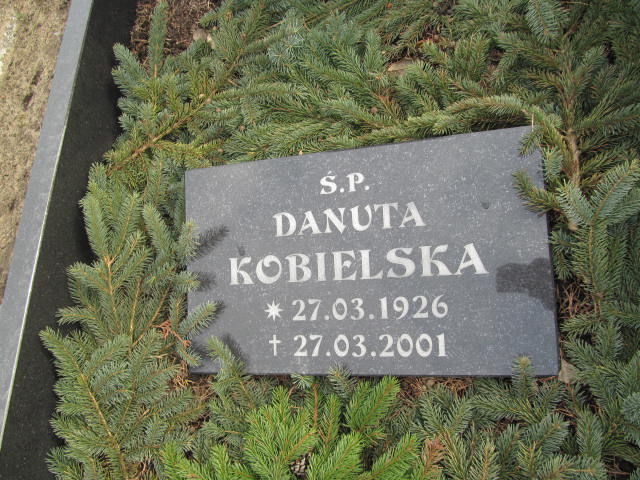 Ś.P.
DANUTA
KOBIELSKA
* 27.03.1926
† 27.03.2001